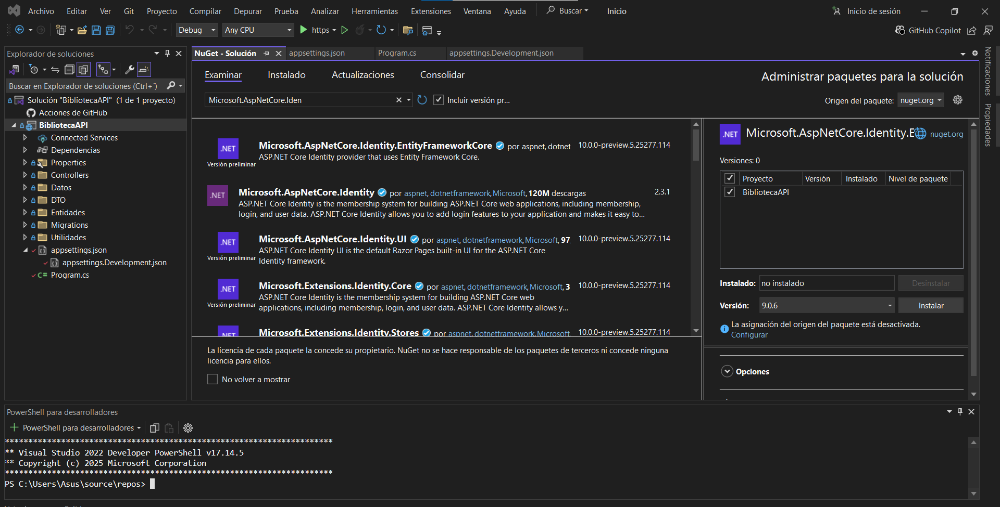 Archivo Editar Ver Git Proyecto Compilar Depurar Prueba Analizar Herramientas Extensiones Ventana Ayuda Buscar Inicio Inicio de sesión
Debug Any CPU https GitHub Copilot
Explorador de soluciones
Buscar en Explorador de soluciones (Ctrl+´)
Solución "BibliotecaAPI" (1 de 1 proyecto)
Acciones de GitHub
BibliotecaAPI
Connected Services
Dependencias
Properties
Controllers
Datos
DTO
Entidades
Migrations
Utilidades
appsettings.json
appsettings.Development.json
C# Program.cs
NuGet - Solución appsettings.json Program.cs appsettings.Development.json
Examinar Instalado Actualizaciones Consolidar
Administrar paquetes para la solución
Microsoft.AspNetCore.Iden Incluir versión pr...
Origen del paquete: nuget.org
.NET
Versión preliminar
Microsoft.AspNetCore.Identity.EntityFrameworkCore por aspnet, dotnet 10.0.0-preview.5.25277.114
ASP.NET Core Identity provider that uses Entity Framework Core.
.NET
Microsoft.AspNetCore.Identity por aspnet, dotnetframework, Microsoft, 120M descargas 2.3.1
ASP.NET Core Identity is the membership system for building ASP.NET Core web applications, including membership,
login, and user data. ASP.NET Core Identity allows you to add login features to your application and makes it easy to...
.NET
Versión preliminar
Microsoft.AspNetCore.Identity.UI por aspnet, dotnetframework, Microsoft, 97 10.0.0-preview.5.25277.114
ASP.NET Core Identity UI is the default Razor Pages built-in UI for the ASP.NET Core
Identity framework.
.NET
Versión preliminar
Microsoft.Extensions.Identity.Core por aspnet, dotnetframework, Microsoft, 3 10.0.0-preview.5.25277.114
ASP.NET Core Identity is the membership system for building ASP.NET Core web
applications, including membership, login, and user data. ASP.NET Core Identity allows y...
.NET
Microsoft.Extensions.Identity.Stores por aspnet, dotnetframework, Microsoft 10.0.0-preview.5.25277.114
La licencia de cada paquete la concede su propietario. NuGet no se hace responsable de los paquetes de terceros ni concede ninguna
licencia para ellos.
No volver a mostrar
.NET Microsoft.AspNetCore.Identity.E nuget.org
Versiones: 0
Proyecto Versión Instalado Nivel de paquete
BibliotecaAPI
Instalado: no instalado Desinstalar
Versión: 9.0.6 Instalar
La asignación del origen del paquete está desactivada.
Configurar
Opciones
Notificaciones
Propiedades
PowerShell para desarrolladores
PowerShell para desarrolladores
**********************************************************************
** Visual Studio 2022 Developer PowerShell v17.14.5
** Copyright (c) 2025 Microsoft Corporation
**********************************************************************
PS C:\Users\Asus\source\repos>